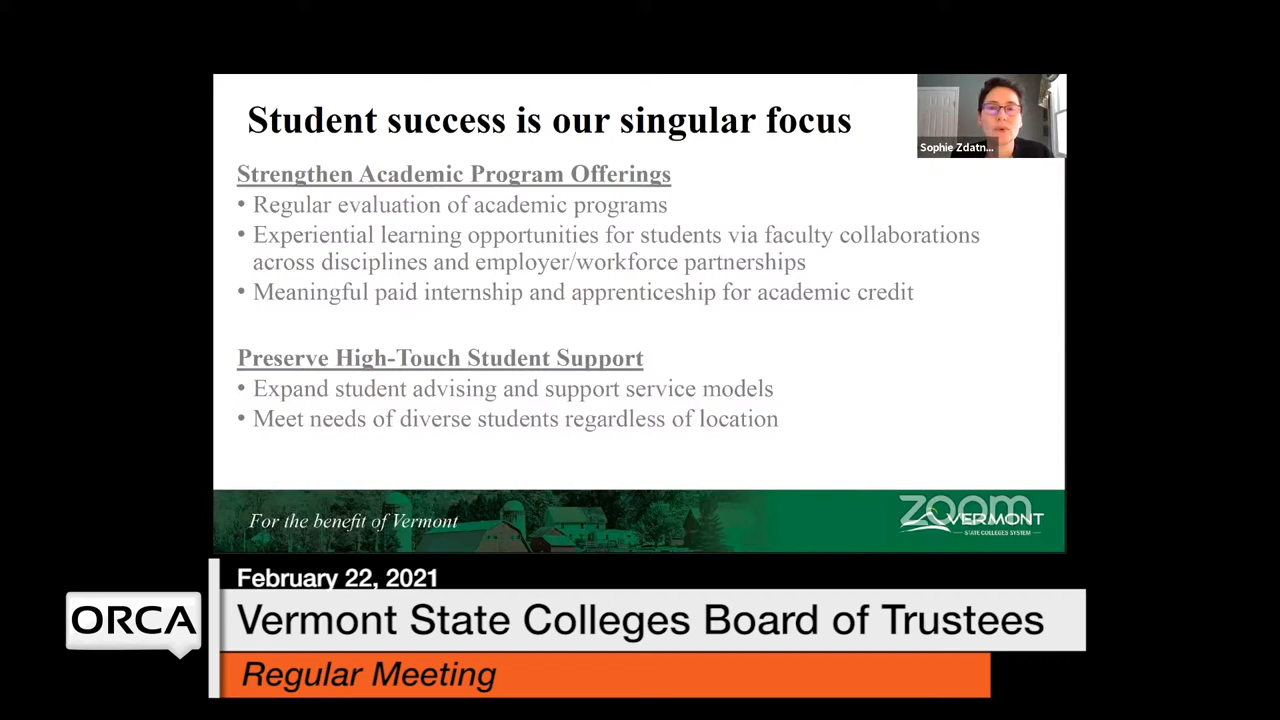 Student success is our singular focus
Sophie Zdatn...
Strengthen Academic Program Offerings
• Regular evaluation of academic programs
• Experiential learning opportunities for students via faculty collaborations
across disciplines and employer/workforce partnerships
• Meaningful paid internship and apprenticeship for academic credit
Preserve High-Touch Student Support
• Expand student advising and support service models
• Meet needs of diverse students regardless of location
For the benefit of Vermont
zoom
VERMONT
STATE COLLEGES SYSTEM
February 22, 2021
ORCA
Vermont State Colleges Board of Trustees
Regular Meeting